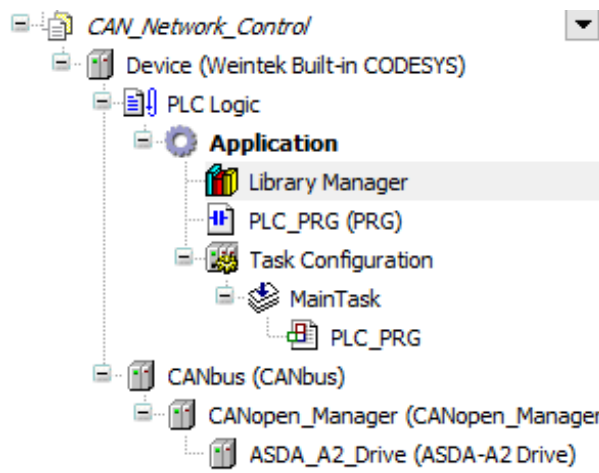 CAN_Network_Control
Device (Weintek Built-in CODESYS)
PLC Logic
Application
Library Manager
PLC_PRG (PRG)
Task Configuration
MainTask
PLC_PRG
CANbus (CANbus)
CANopen_Manager (CANopen_Manager
ASDA_A2_Drive (ASDA-A2 Drive)